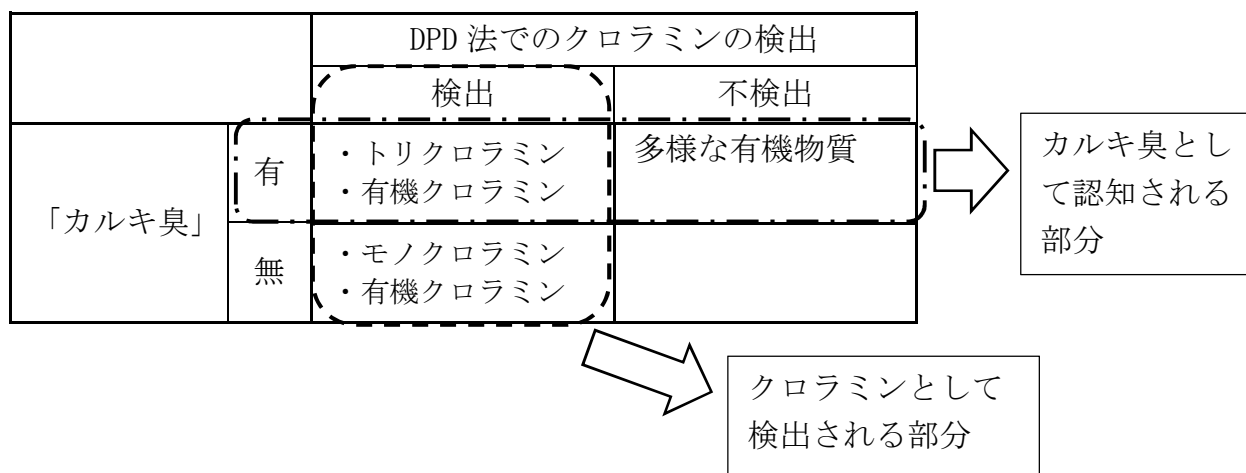 DPD 法でのクロラミンの検出
検出
不検出
「カルキ臭」
有
・トリクロラミン
・有機クロラミン
多様な有機物質
無
・モノクロラミン
・有機クロラミン
カルキ臭とし
て認知される
部分
クロラミンとして
検出される部分